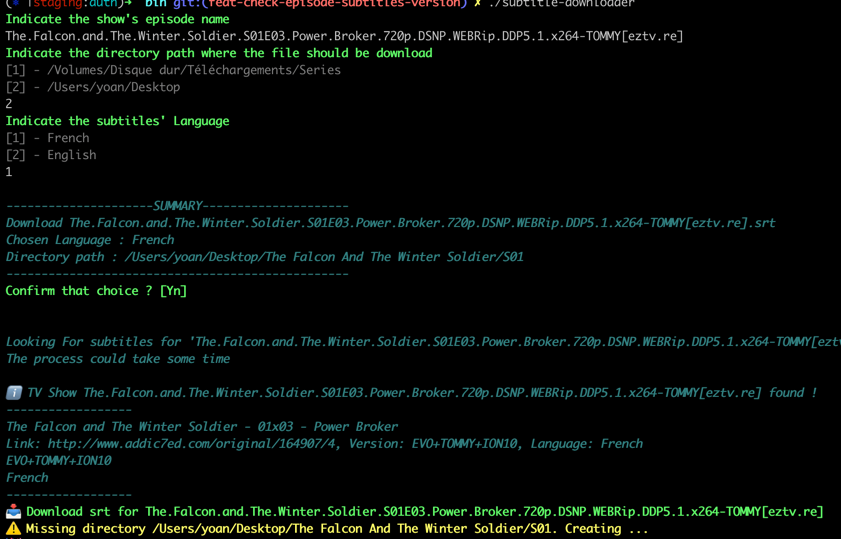 staging:auth)→ bin git:(feat-check-episode-subtitles-version) ✗ ./subtitle-downloader
Indicate the show's episode name
The.Falcon.and.The.Winter.Soldier.S01E03.Power.Broker.720p.DSNP.WEBRip.DDP5.1.x264-TOMMY[eztv.re]
Indicate the directory path where the file should be download
[1] - /Volumes/Disque dur/Téléchargements/Series
[2] - /Users/yoan/Desktop
2
Indicate the subtitles' Language
[1] - French
[2] - English
1
---------------------SUMMARY---------------------
Download The.Falcon.and.The.Winter.Soldier.S01E03.Power.Broker.720p.DSNP.WEBRip.DDP5.1.x264-TOMMY[eztv.re].srt
Chosen Language : French
Directory path : /Users/yoan/Desktop/The Falcon And The Winter Soldier/S01
-------------------------------------------------
Confirm that choice ? [Yn]
Looking For subtitles for 'The.Falcon.and.The.Winter.Soldier.S01E03.Power.Broker.720p.DSNP.WEBRip.DDP5.1.x264-TOMMY[eztv
The process could take some time
ℹ️ TV Show The.Falcon.and.The.Winter.Soldier.S01E03.Power.Broker.720p.DSNP.WEBRip.DDP5.1.x264-TOMMY[eztv.re] found !
------------------
The Falcon and The Winter Soldier - 01x03 - Power Broker
Link: http://www.addic7ed.com/original/164907/4, Version: EVO+TOMMY+ION10, Language: French
EVO+TOMMY+ION10
French
------------------
📥 Download srt for The.Falcon.and.The.Winter.Soldier.S01E03.Power.Broker.720p.DSNP.WEBRip.DDP5.1.x264-TOMMY[eztv.re]
⚠️ Missing directory /Users/yoan/Desktop/The Falcon And The Winter Soldier/S01. Creating ...